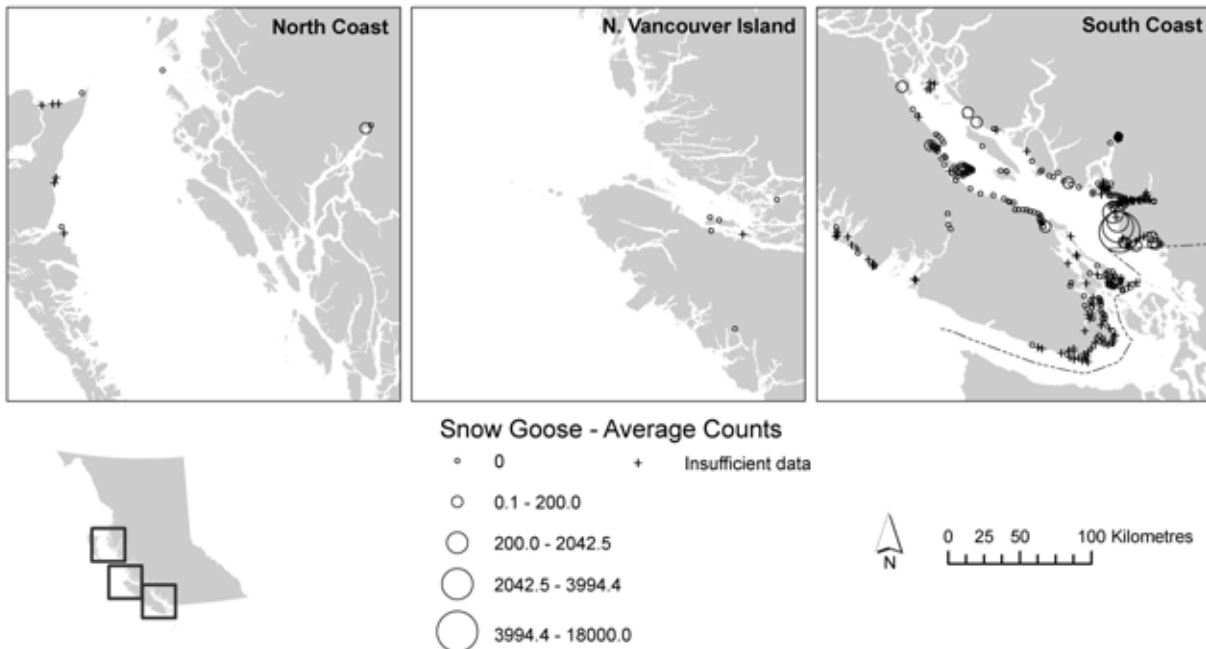 North Coast
N. Vancouver Island
South Coast
Snow Goose - Average Counts
0
Insufficient data
0.1 - 200.0
200.0 - 2042.5
2042.5 - 3994.4
3994.4 - 18000.0
N
0 25 50 100 Kilometres